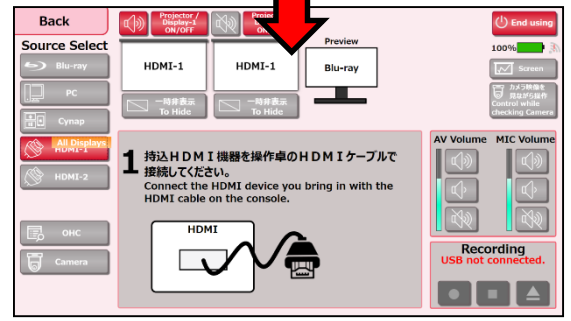 Back
Projector /
Display-1
ON/OFF
End using
Source Select
Preview
100%
Blu-ray
HDMI-1
HDMI-1
Blu-ray
Screen
PC
一時非表示
To Hide
一時非表示
To Hide
カメラ映像を
見ながら操作
Control while
checking Camera
Cynap
All Displays
HDMI-1
HDMI-2
OHC
Camera
1 持込ＨＤＭＩ機器を操作卓のＨＤＭＩケーブルで
接続してください。
Connect the HDMI device you bring in with the
HDMI cable on the console.
HDMI
AV Volume
MIC Volume
Recording
USB not connected.